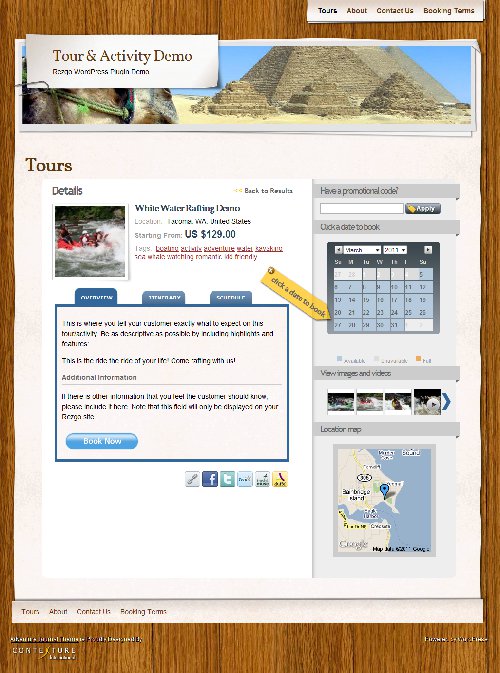 Tours About Contact Us Booking Terms
Tour & Activity Demo
Rezgo WordPress Plugin Demo
Tours
Details
<< Back to Results
White Water Rafting Demo
Location: Tacoma, WA, United States
Starting From: US $129.00
Tags: boating activity adventure water kayaking
sea whale watching romantic kid friendly
OVERVIEW ITINERARY SCHEDULE
This is where you tell your customer exactly what to expect on this
tour/activity. Be as descriptive as possible by including highlights and
features.
This is the ride of your life! Come rafting with us!
Additional Information
If there is other information that you feel the customer should know,
please include it here. Note that this field will only be displayed on your
Rezgo site.
Book Now
Have a promotional code?
Apply
Click a date to book
March 2011
Su M Tu W Th F Su
27 28 1 2 3 4 5
6 7 8 9 10 11 12
13 14 15 16 17 18 19
20 21 22 23 24 25 26
27 28 29 30 31 1 2
click a date to book
Available Unavailable Full
View images and videos
Location map
Sound
Bainbridge
Island
Google
Map data ©2011 Google
Tours About Contact Us Booking Terms
Powered by WordPress
CONTEXTURE
International